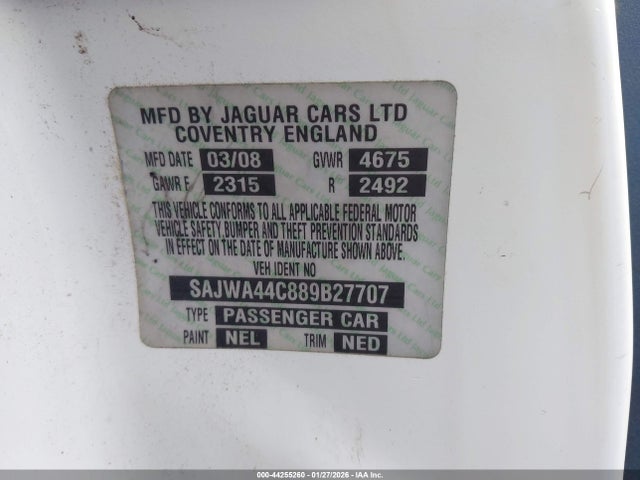 MFD BY JAGUAR CARS LTD
COVENTRY ENGLAND
MFD DATE 03/08 GVWR 4675
GAWR F 2315 R 2492
THIS VEHICLE CONFORMS TO ALL APPLICABLE FEDERAL MOTOR
VEHICLE SAFETY, BUMPER AND THEFT PREVENTION STANDARDS
IN EFFECT ON THE DATE OF MANUFACTURE SHOWN ABOVE.
VEH IDENT NO
SAJWA44C889B27707
TYPE PASSENGER CAR
PAINT NEL TRIM NED
000-44255260 - 01/27/2026 - IAA Inc.